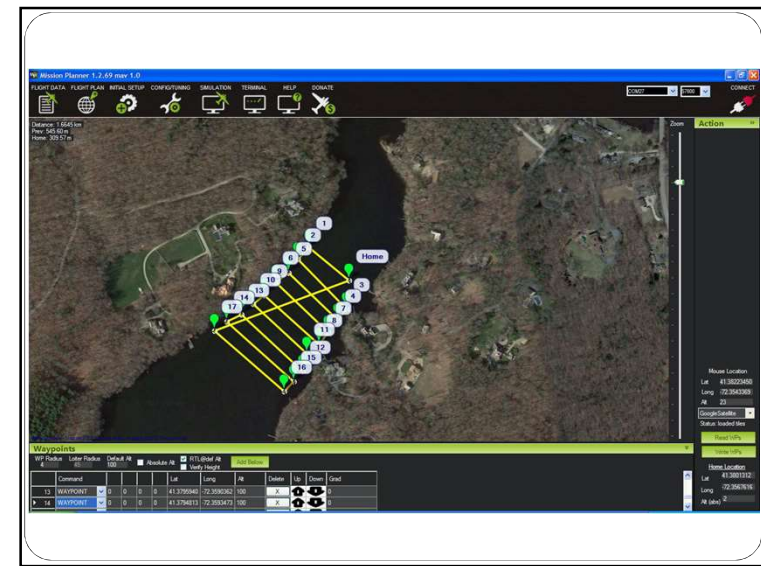 Mission Planner 1.2.69 mav 1.0
FLIGHT DATA FLIGHT PLAN INITIAL SETUP CONFIG/TUNING SIMULATION TERMINAL HELP DONATE
COM27 57600 CONNECT
Distance: 1.6645 km
Prev: 545.60 m
Home: 309.57 m
Zoom
Action
1
2
5
6
Home
9
10
3
13
4
14
7
17
8
11
12
15
16
Mouse Location
Lat 41.38223450
Long -72.3543369
Alt 23
GoogleSatellite
Status: loaded tiles
Read WPs
Write WPs
Home Location
Lat 41.3801312
Long -72.3567616
Alt (abs) -2
Waypoints
WP Radius Loiter Radius Default Alt
4 45 100
Absolute Alt RTL@def Alt
Verify Height
Add Below
Command Lat Long Alt Delete Up Down Grad
13 WAYPOINT 0 0 0 0 41.3795940 -72.3590362 100 X 0
14 WAYPOINT 0 0 0 0 41.3794813 -72.3593473 100 X 0